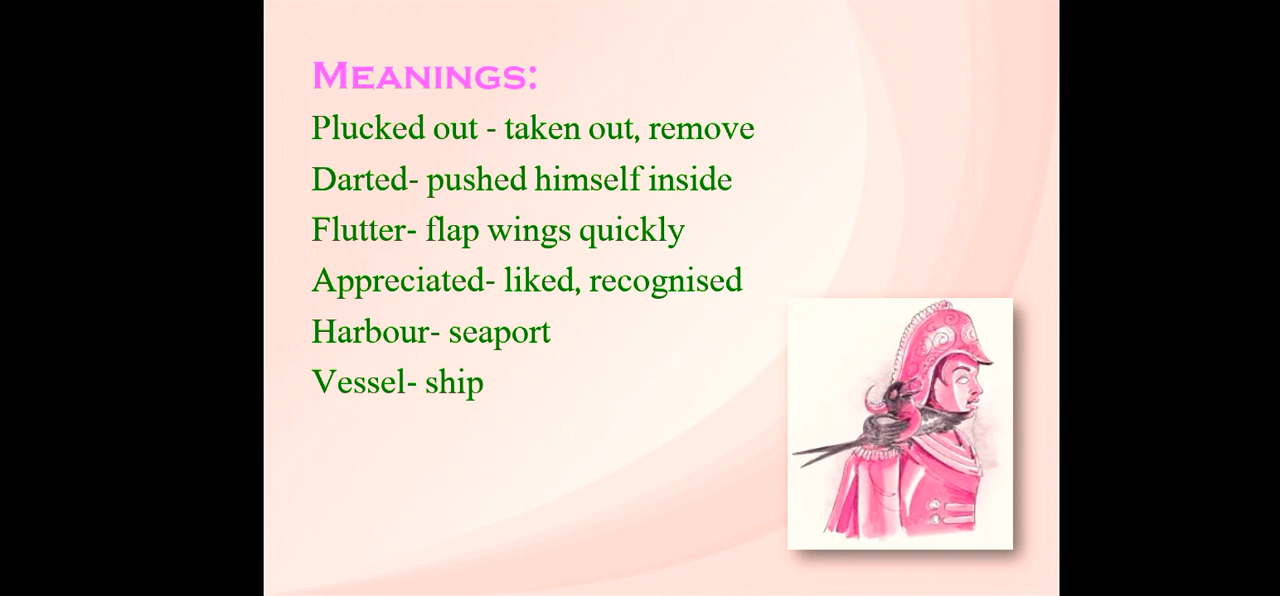 MEANINGS:
Plucked out - taken out, remove
Darted- pushed himself inside
Flutter- flap wings quickly
Appreciated- liked, recognised
Harbour- seaport
Vessel- ship